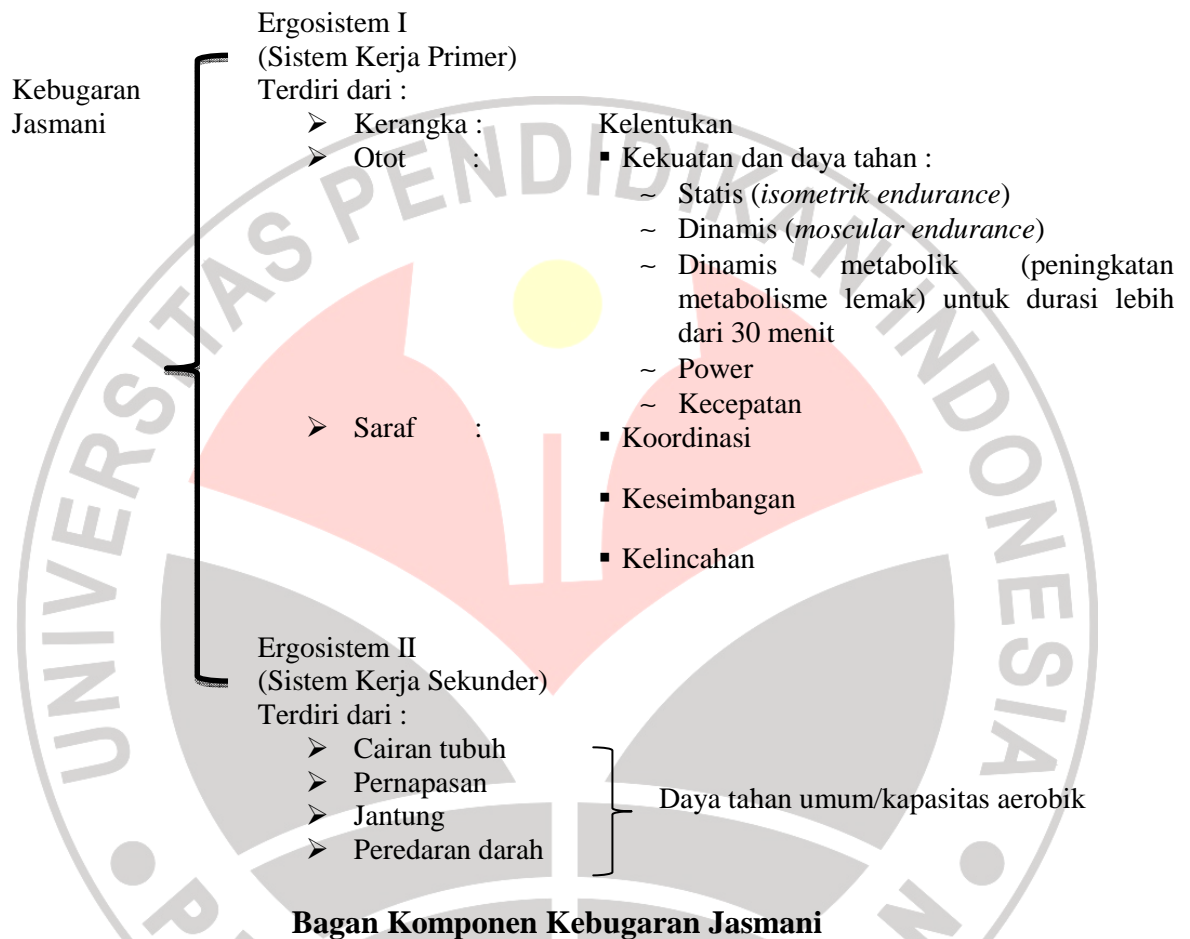 Ergosistem I
(Sistem Kerja Primer)
Kebugaran Terdiri dari :
Jasmani ➢ Kerangka : Kelentukan
➢ Otot : ▪ Kekuatan dan daya tahan :
~ Statis (isometrik endurance)
~ Dinamis (moscular endurance)
~ Dinamis metabolik (peningkatan
metabolisme lemak) untuk durasi lebih
dari 30 menit
~ Power
~ Kecepatan
➢ Saraf : ▪ Koordinasi
▪ Keseimbangan
▪ Kelincahan
Ergosistem II
(Sistem Kerja Sekunder)
Terdiri dari :
➢ Cairan tubuh
➢ Pernapasan
➢ Jantung
➢ Peredaran darah
Daya tahan umum/kapasitas aerobik
Bagan Komponen Kebugaran Jasmani
UNIVERSITAS PENDIDIKAN INDONESIA